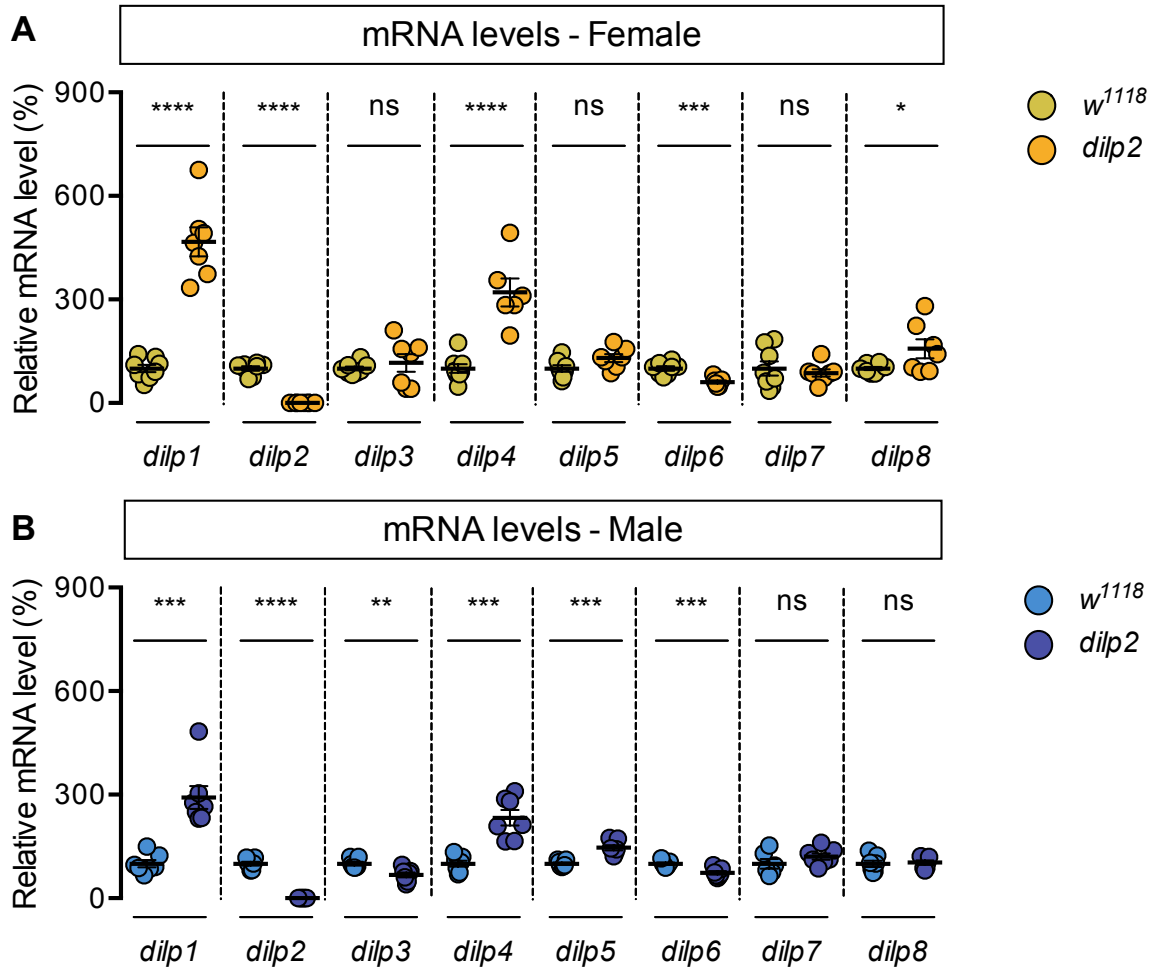 A
mRNA levels - Female
Relative mRNA level (%)
900
600
300
0
**** **** ns **** ns *** ns *
dilp1 dilp2 dilp3 dilp4 dilp5 dilp6 dilp7 dilp8
w1118
dilp2
B
mRNA levels - Male
Relative mRNA level (%)
900
600
300
0
*** **** ** *** *** *** ns ns
dilp1 dilp2 dilp3 dilp4 dilp5 dilp6 dilp7 dilp8
w1118
dilp2